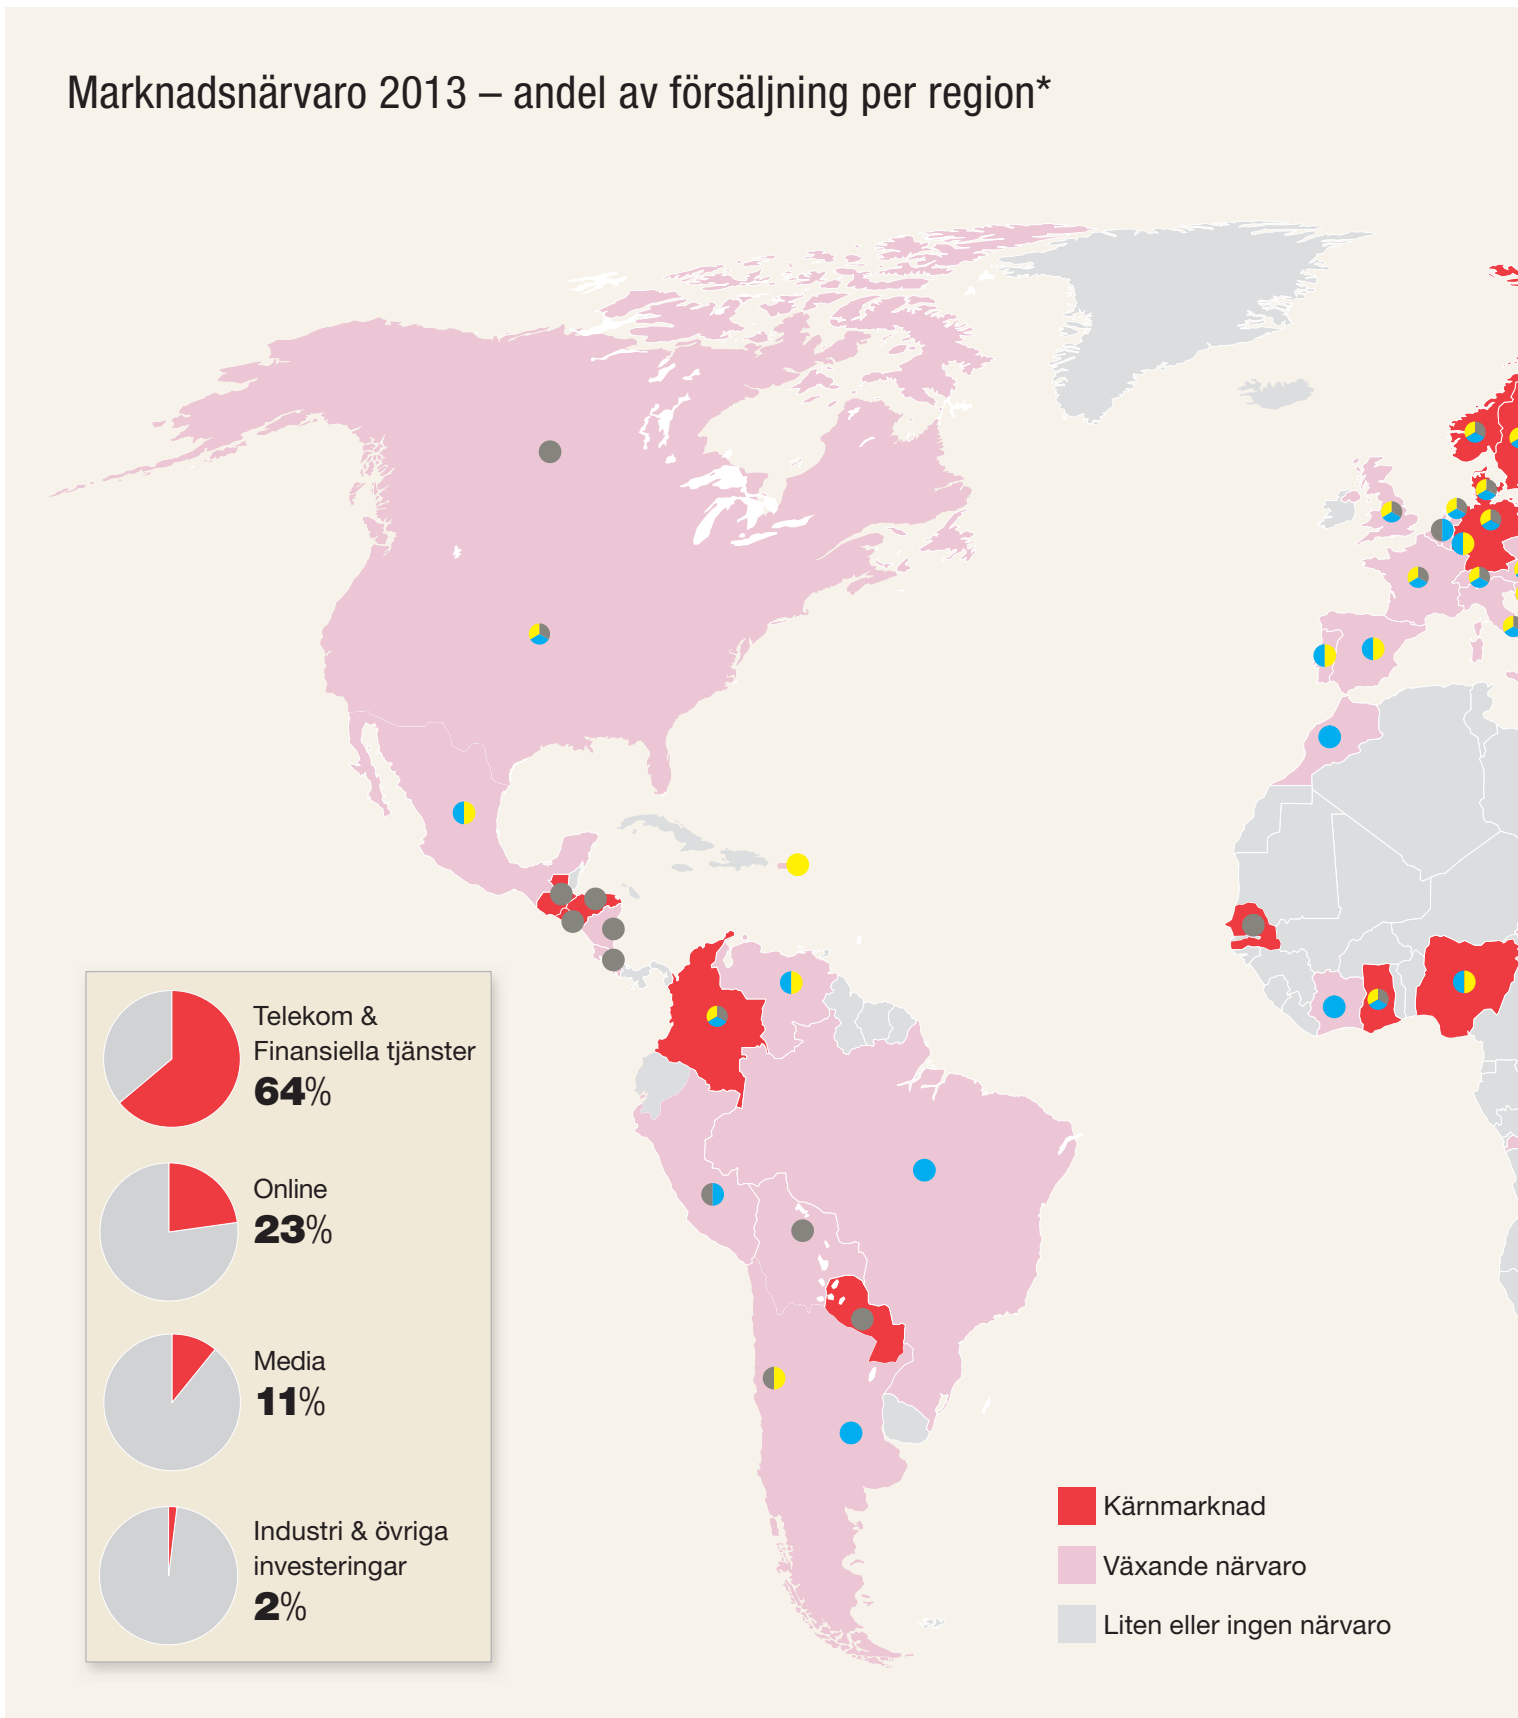 Marknadsnärvaro 2013 – andel av försäljning per region*
Telekom &
Finansiella tjänster
64%
Online
23%
Media
11%
Industri & övriga
investeringar
2%
Kärnmarknad
Växande närvaro
Liten eller ingen närvaro